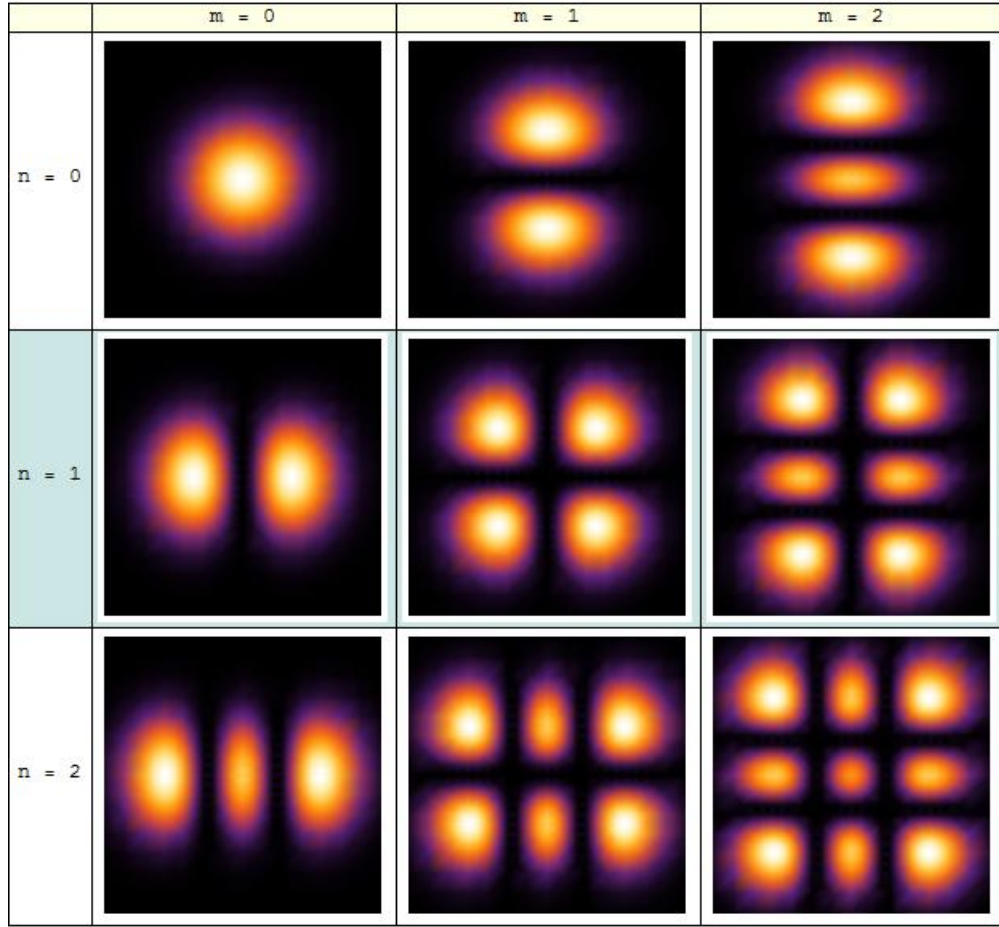 m = 0 m = 1 m = 2
n = 0
n = 1
n = 2